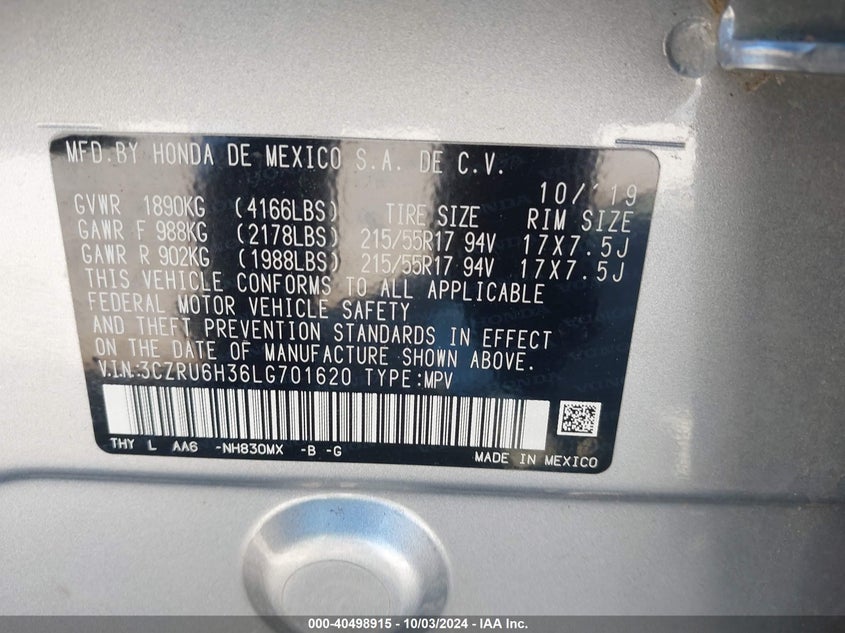 MFD.BY HONDA DE MEXICO S.A. DE C.V.
10/'19
GVWR 1890KG (4166LBS) TIRE SIZE RIM SIZE
GAWR F 988KG (2178LBS) 215/55R17 94V 17X7.5J
GAWR R 902KG (1988LBS) 215/55R17 94V 17X7.5J
THIS VEHICLE CONFORMS TO ALL APPLICABLE
FEDERAL MOTOR VEHICLE SAFETY
AND THEFT PREVENTION STANDARDS IN EFFECT
ON THE DATE OF MANUFACTURE SHOWN ABOVE.
V.I.N:3CZRU6H36LG701620 TYPE:MPV
THY L AA6 -NH830MX -B -G
MADE IN MEXICO
000-40498915 - 10/03/2024 - IAA Inc.